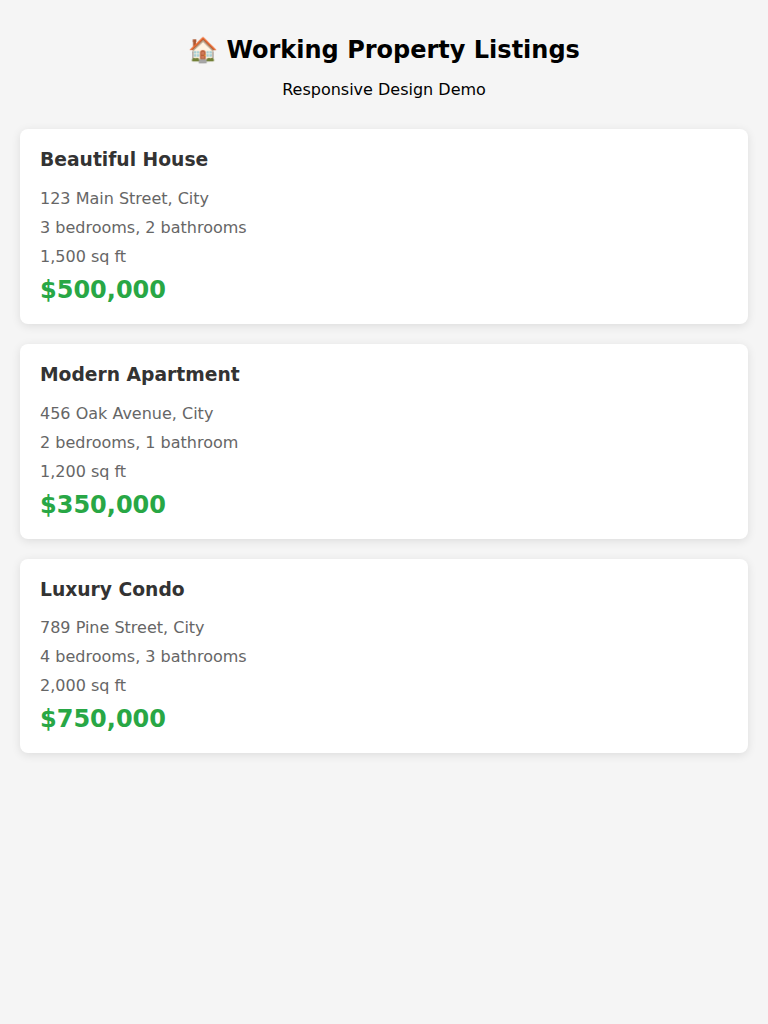 🏠 Working Property Listings
Responsive Design Demo
Beautiful House
123 Main Street, City
3 bedrooms, 2 bathrooms
1,500 sq ft
$500,000
Modern Apartment
456 Oak Avenue, City
2 bedrooms, 1 bathroom
1,200 sq ft
$350,000
Luxury Condo
789 Pine Street, City
4 bedrooms, 3 bathrooms
2,000 sq ft
$750,000